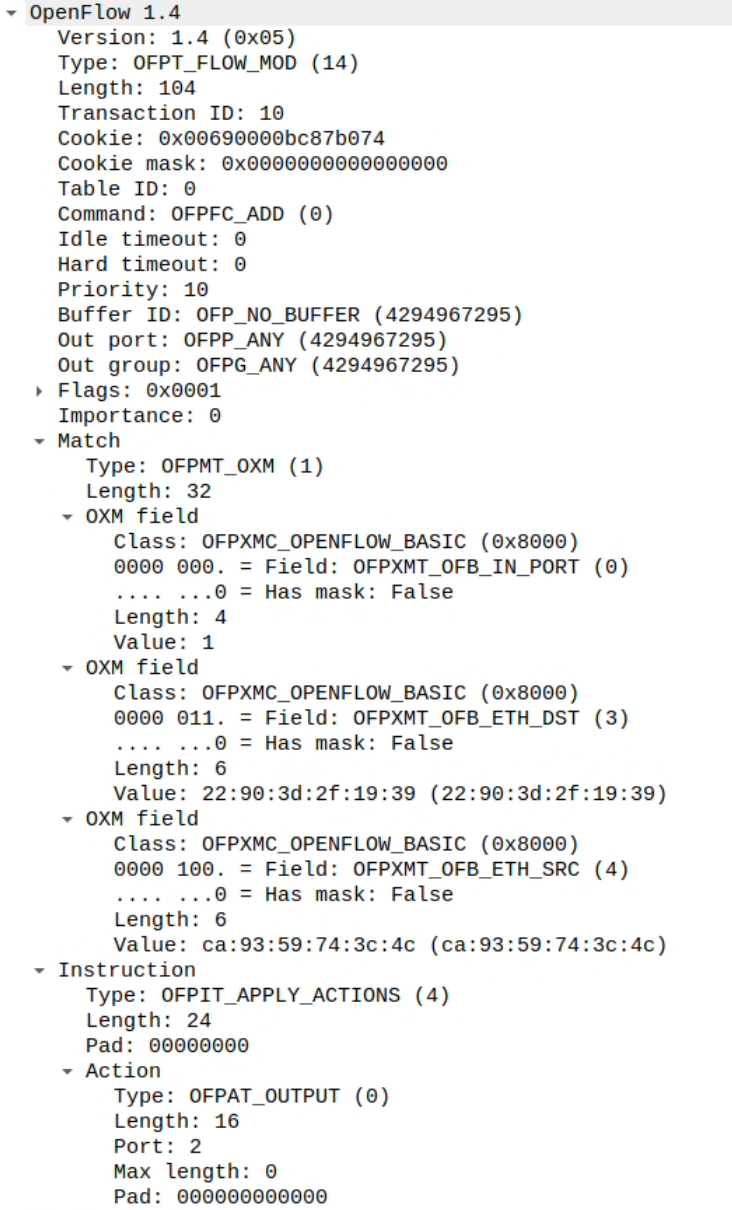 OpenFlow 1.4
Version: 1.4 (0x05)
Type: OFPT_FLOW_MOD (14)
Length: 104
Transaction ID: 10
Cookie: 0x00690000bc87b074
Cookie mask: 0x0000000000000000
Table ID: 0
Command: OFPFC_ADD (0)
Idle timeout: 0
Hard timeout: 0
Priority: 10
Buffer ID: OFP_NO_BUFFER (4294967295)
Out port: OFPP_ANY (4294967295)
Out group: OFPG_ANY (4294967295)
Flags: 0x0001
Importance: 0
Match
Type: OFPMT_OXM (1)
Length: 32
OXM field
Class: OFPXMC_OPENFLOW_BASIC (0x8000)
0000 000. = Field: OFPXMT_OFB_IN_PORT (0)
.... ...0 = Has mask: False
Length: 4
Value: 1
OXM field
Class: OFPXMC_OPENFLOW_BASIC (0x8000)
0000 011. = Field: OFPXMT_OFB_ETH_DST (3)
.... ...0 = Has mask: False
Length: 6
Value: 22:90:3d:2f:19:39 (22:90:3d:2f:19:39)
OXM field
Class: OFPXMC_OPENFLOW_BASIC (0x8000)
0000 100. = Field: OFPXMT_OFB_ETH_SRC (4)
.... ...0 = Has mask: False
Length: 6
Value: ca:93:59:74:3c:4c (ca:93:59:74:3c:4c)
Instruction
Type: OFPIT_APPLY_ACTIONS (4)
Length: 24
Pad: 00000000
Action
Type: OFPAT_OUTPUT (0)
Length: 16
Port: 2
Max length: 0
Pad: 000000000000